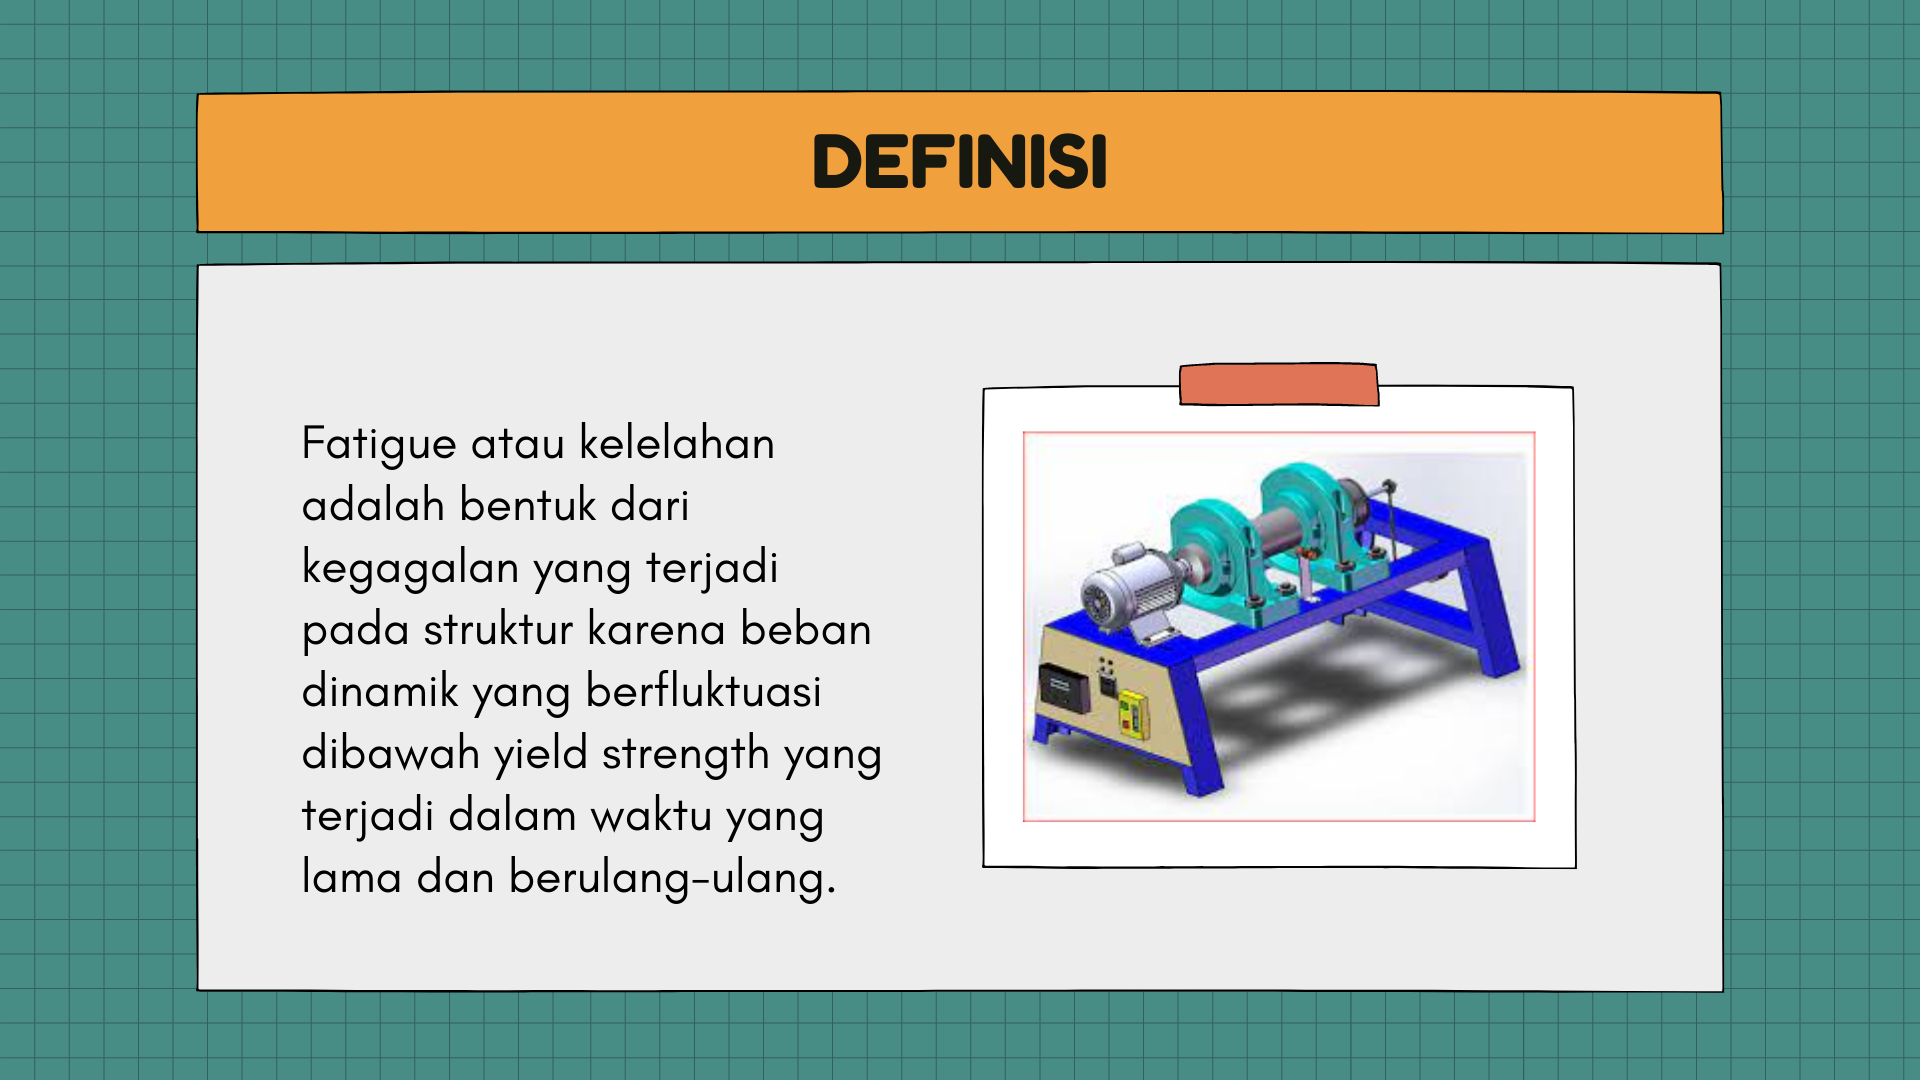 DEFINISI
Fatigue atau kelelahan
adalah bentuk dari
kegagalan yang terjadi
pada struktur karena beban
dinamik yang berfluktuasi
dibawah yield strength yang
terjadi dalam waktu yang
lama dan berulang-ulang.